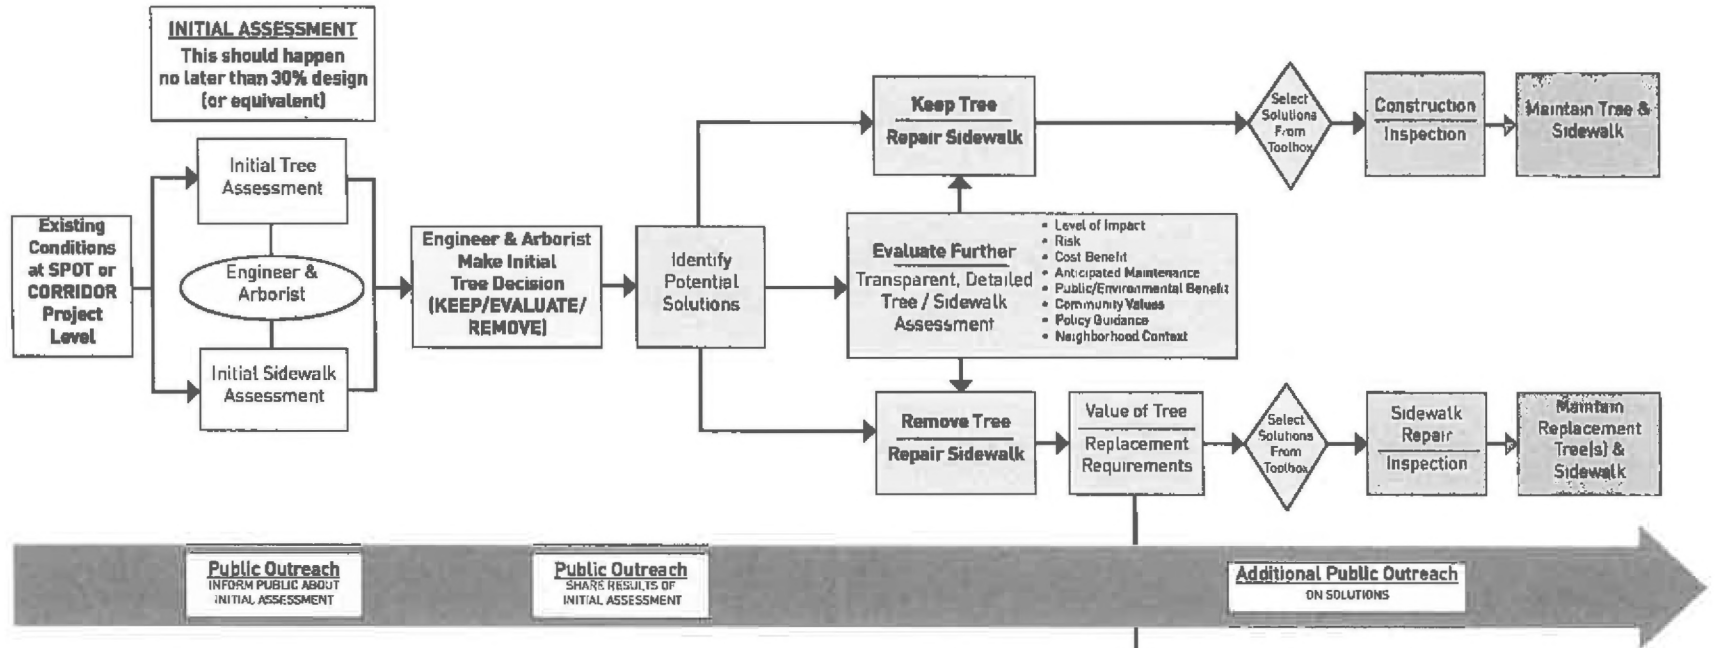 INITIAL ASSESSMENT
This should happen
no later than 30% design
(or equivalent)
Initial Tree
Assessment
Existing
Conditions
at SPOT or
CORRIDOR
Project
Level
Engineer &
Arborist
Initial Sidewalk
Assessment
Engineer & Arborist
Make Initial
Tree Decision
(KEEP/EVALUATE/
REMOVE)
Identify
Potential
Solutions
Keep Tree
Repair Sidewalk
Evaluate Further
Transparent, Detailed
Tree / Sidewalk
Assessment
• Level of Impact
• Risk
• Cost Benefit
• Anticipated Maintenance
• Public/Environmental Benefit
• Community Values
• Policy Guidance
• Neighborhood Context
Remove Tree
Repair Sidewalk
Value of Tree
Replacement
Requirements
Select
Solutions
From
Toolbox
Construction
Inspection
Maintain Tree &
Sidewalk
Select
Solutions
From
Toolbox
Sidewalk
Repair
Inspection
Maintain
Replacement
Tree(s) &
Sidewalk
Public Outreach
INFORM PUBLIC ABOUT
INITIAL ASSESSMENT
Public Outreach
SHARE RESULTS OF
INITIAL ASSESSMENT
Additional Public Outreach
ON SOLUTIONS